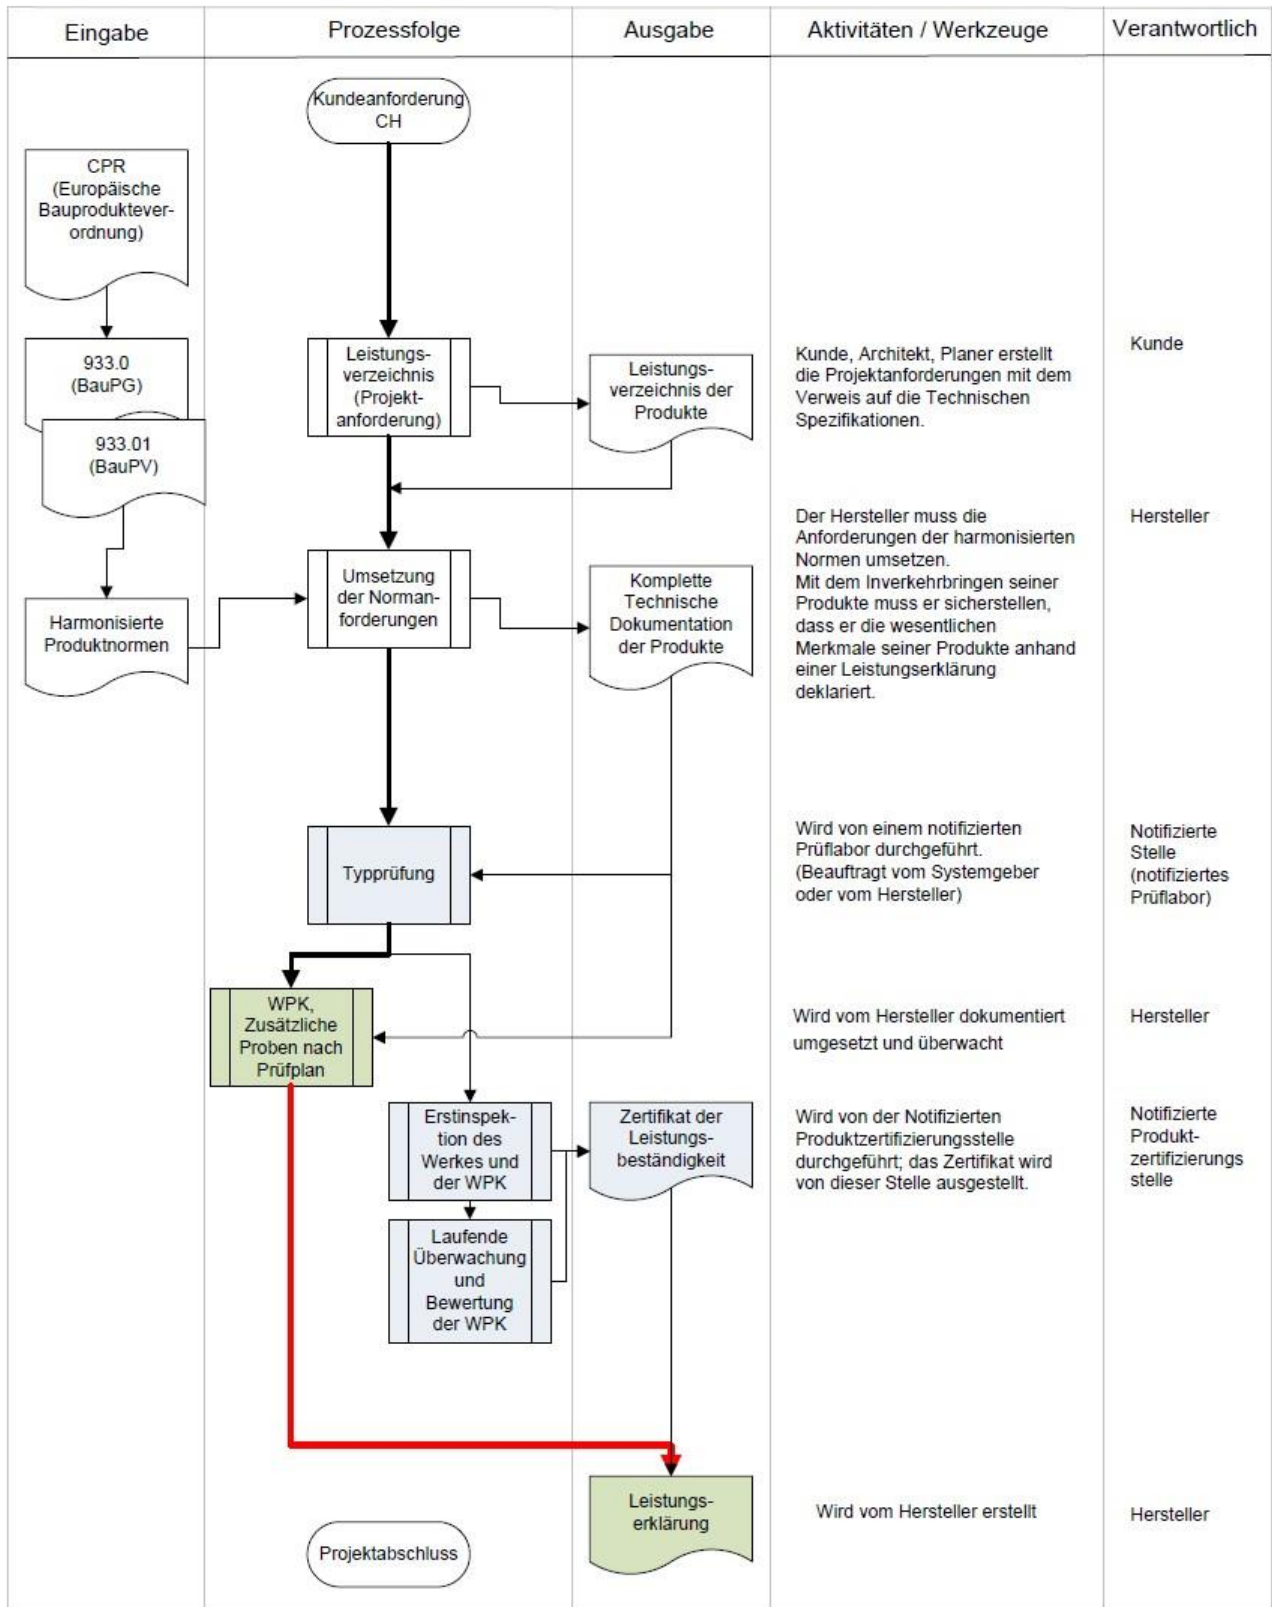 Eingabe
Prozessfolge
Ausgabe
Aktivitäten / Werkzeuge
Verantwortlich
Kundeanforderung
CH
CPR
(Europäische
Bauproduktever-
ordnung)
933.0
(BauPG)
933.01
(BauPV)
Leistungs-
verzeichnis
(Projekt-
anforderung)
Leistungs-
verzeichnis der
Produkte
Kunde, Architekt, Planer erstellt
die Projektanforderungen mit dem
Verweis auf die Technischen
Spezifikationen.
Kunde
Harmonisierte
Produktnormen
Umsetzung
der Norman-
forderungen
Komplette
Technische
Dokumentation
der Produkte
Der Hersteller muss die
Anforderungen der harmonisierten
Normen umsetzen.
Mit dem Inverkehrbringen seiner
Produkte muss er sicherstellen,
dass er die wesentlichen
Merkmale seiner Produkte anhand
einer Leistungserklärung
deklariert.
Hersteller
Typprüfung
Wird von einem notifizierten
Prüflabor durchgeführt.
(Beauftragt vom Systemgeber
oder vom Hersteller)
Notifizierte
Stelle
(notifiziertes
Prüflabor)
WPK,
Zusätzliche
Proben nach
Prüfplan
Wird vom Hersteller dokumentiert
umgesetzt und überwacht
Hersteller
Erstinspek-
tion des
Werkes und
der WPK
Zertifikat der
Leistungs-
beständigkeit
Wird von der Notifizierten
Produktzertifizierungsstelle
durchgeführt; das Zertifikat wird
von dieser Stelle ausgestellt.
Notifizierte
Produkt-
zertifizierungs
stelle
Laufende
Überwachung
und
Bewertung
der WPK
Leistungs-
erklärung
Wird vom Hersteller erstellt
Hersteller
Projektabschluss